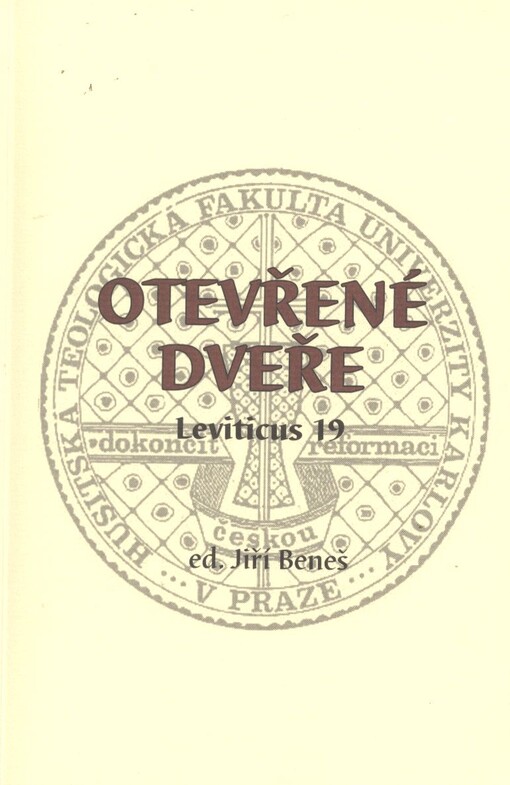 HUSITSKÁ TEOLOGICKÁ FAKULTA UNIVERZITY KARLOVY
OTEVŘENÉ
DVEŘE
Leviticus 19
dokončit reformaci
českou
ed. Jiří Beneš
... V PRAZE ...